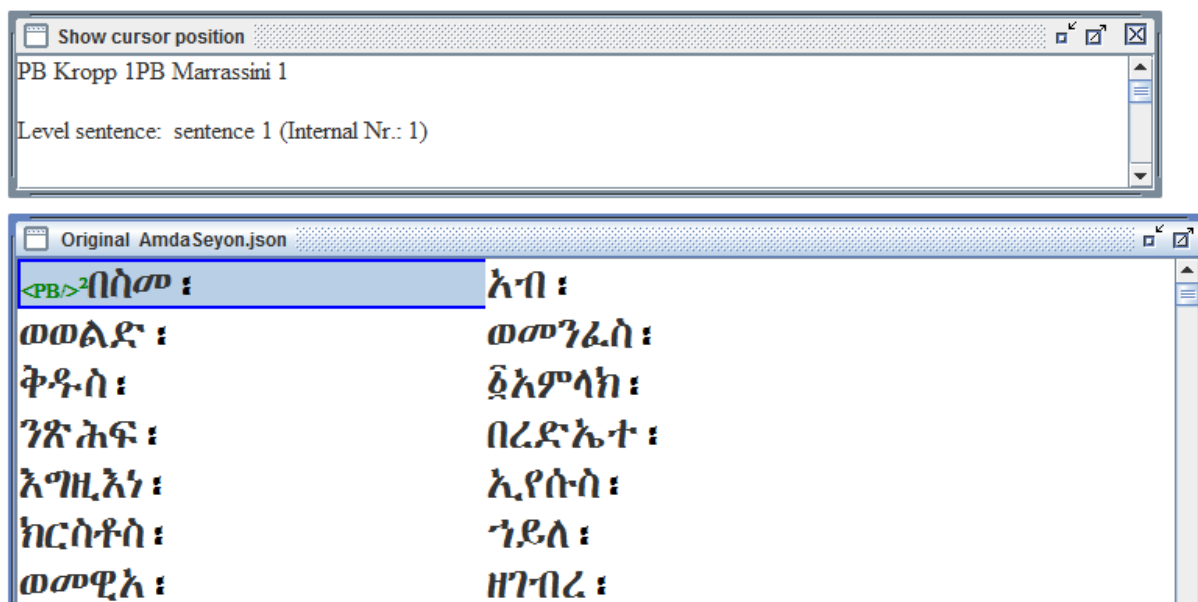 Show cursor position
PB Kropp 1PB Marrassini 1
Level sentence: sentence 1 (Internal Nr.: 1)
Original AmdaSeyon.json
<PB/>²በስመ ፡ አብ ፡
ወወልድ ፡ ወመንፈስ ፡
ቅዱስ ፡ ፩አምላክ ፡
ንጽሕፍ ፡ በረድኤተ ፡
እግዚእነ ፡ ኢየሱስ ፡
ክርስቶስ ፡ ኀይለ ፡
ወመዊአ ፡ ዘገብረ ፡